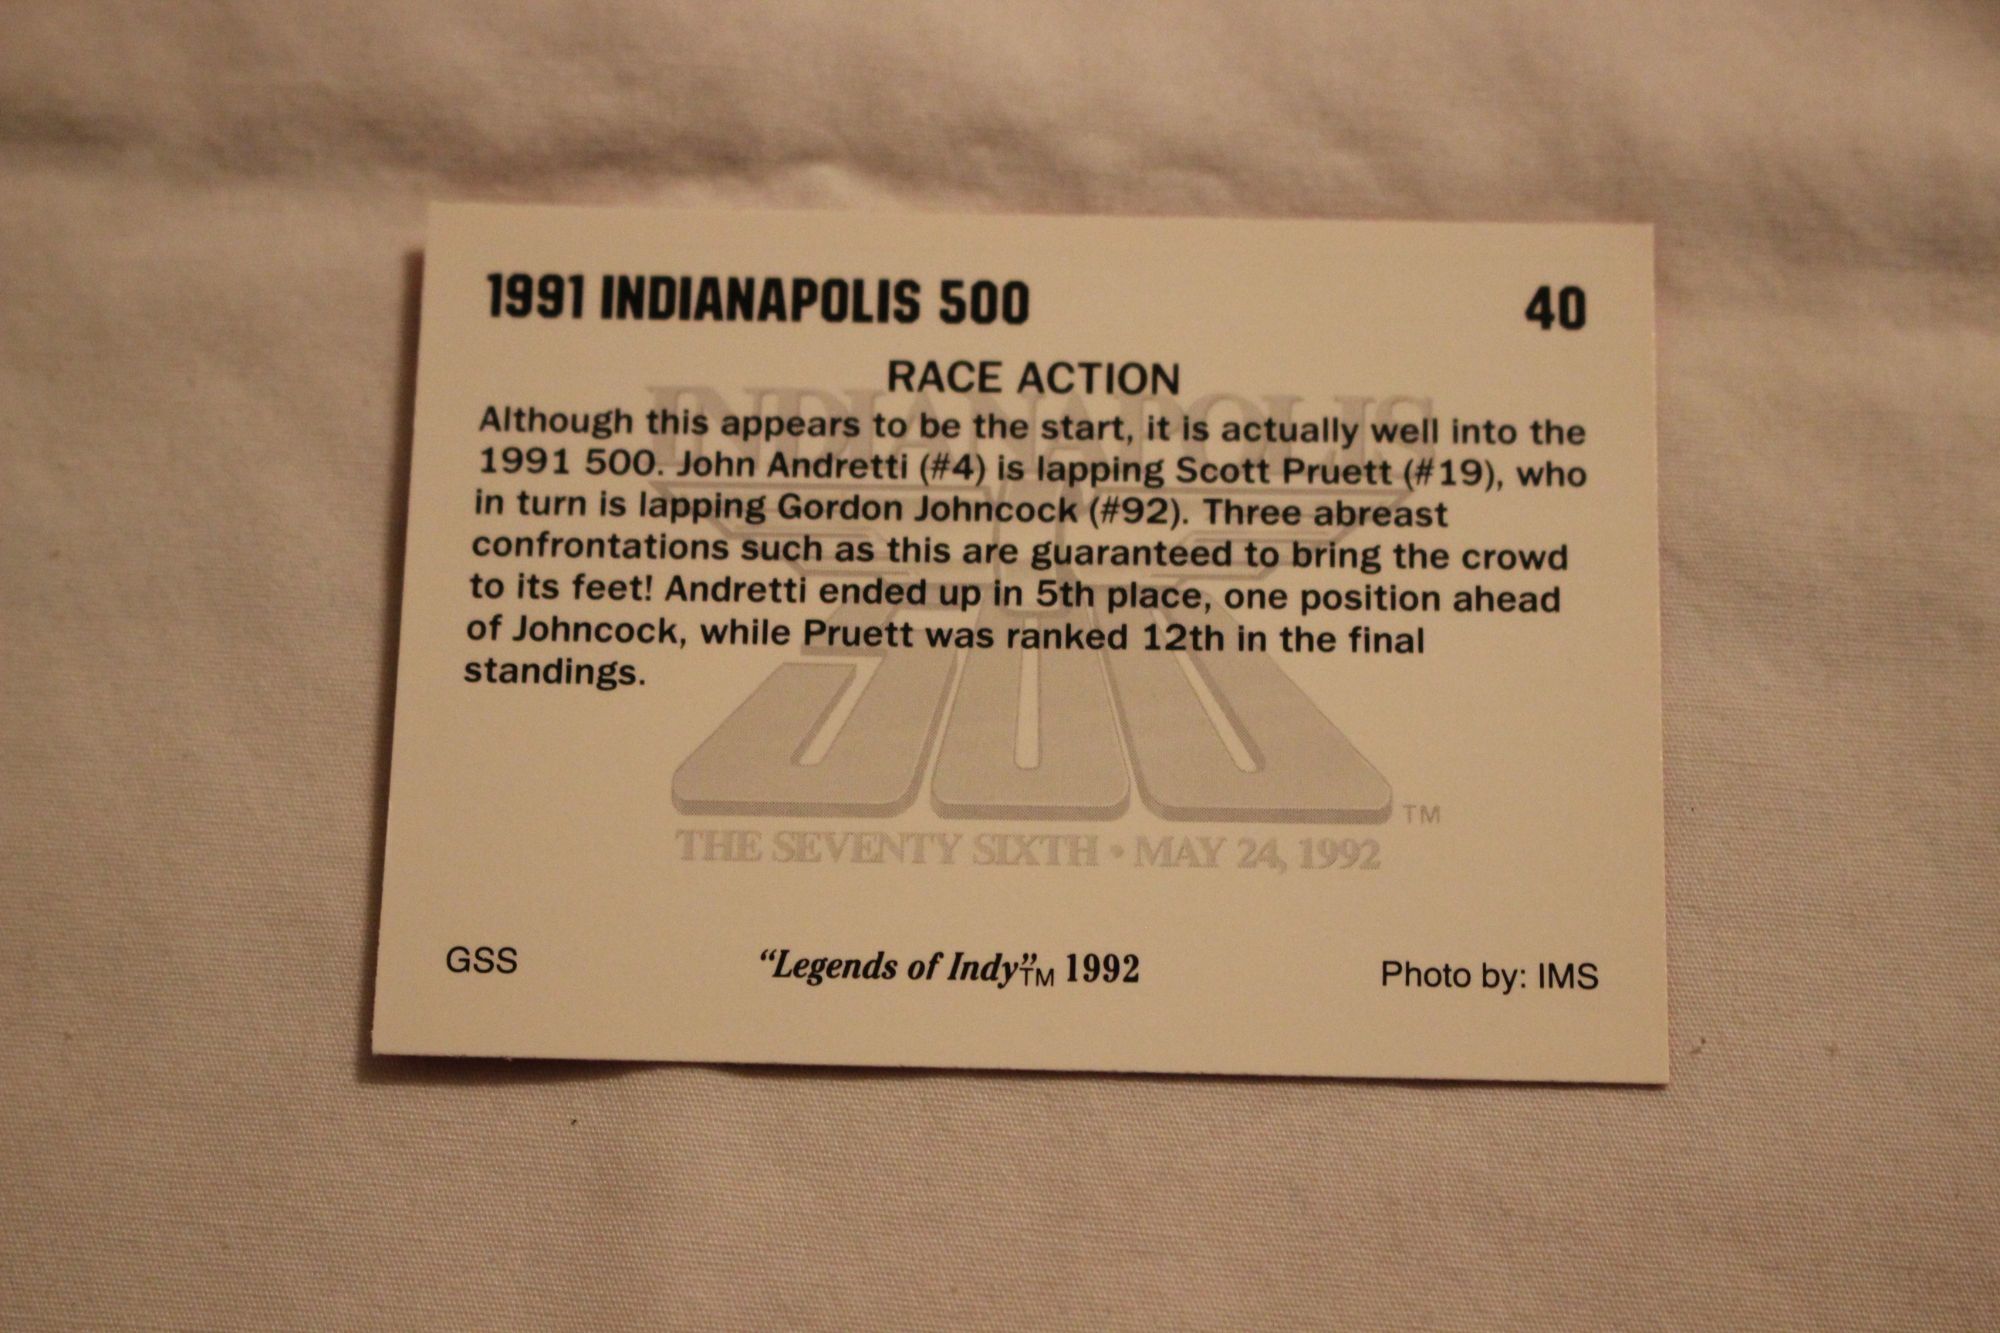 1991 INDIANAPOLIS 500 40
RACE ACTION
INDIANAPOLIS
Although this appears to be the start, it is actually well into the
1991 500. John Andretti (#4) is lapping Scott Pruett (#19), who
in turn is lapping Gordon Johncock (#92). Three abreast
confrontations such as this are guaranteed to bring the crowd
to its feet! Andretti ended up in 5th place, one position ahead
of Johncock, while Pruett was ranked 12th in the final
standings.
500 TM
THE SEVENTY SIXTH • MAY 24, 1992
GSS “Legends of Indy”TM 1992 Photo by: IMS